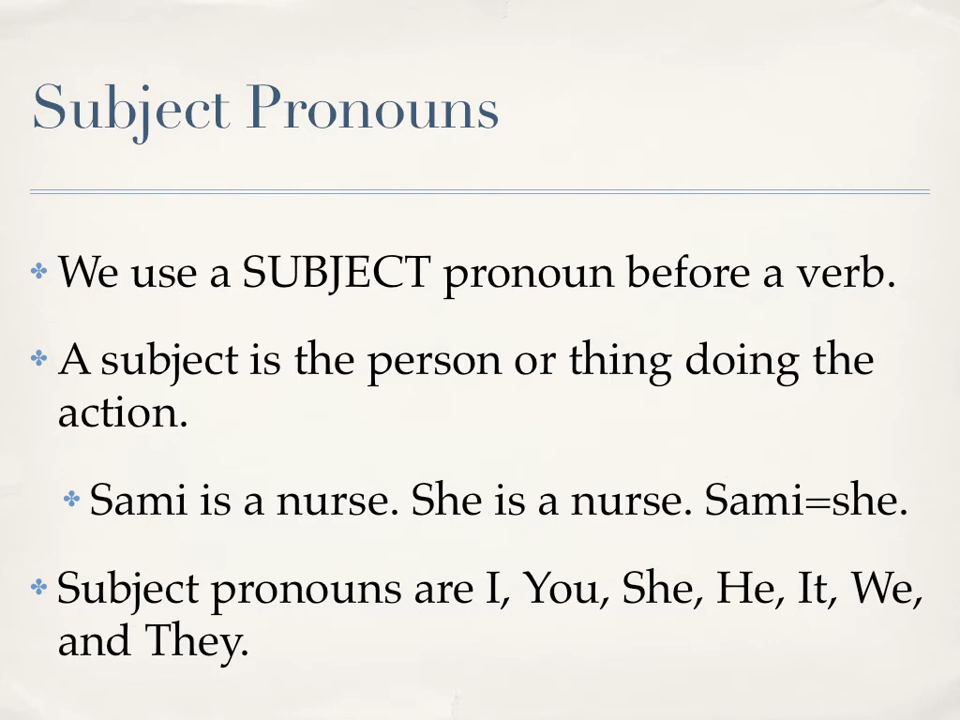 Subject Pronouns
We use a SUBJECT pronoun before a verb.
A subject is the person or thing doing the
action.
Sami is a nurse. She is a nurse. Sami=she.
Subject pronouns are I, You, She, He, It, We,
and They.